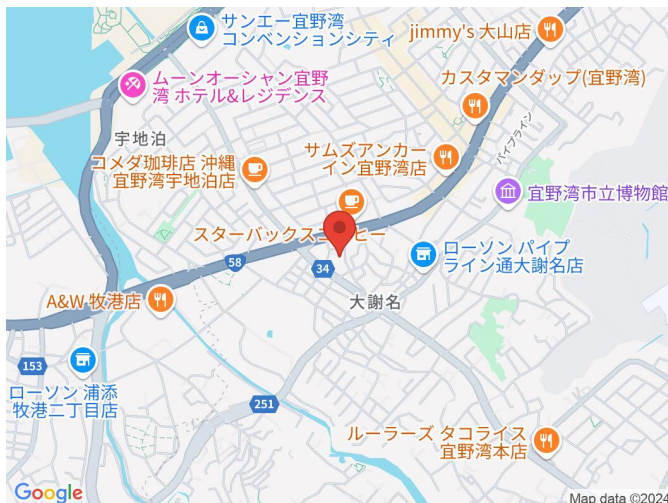 サンエー宜野湾
コンベンションシティ
jimmy's 大山店
ムーンオーシャン宜野
湾 ホテル&レジデンス
カスタマンダップ(宜野湾)
宇地泊
パイプライン
コメダ珈琲店 沖縄
宜野湾宇地泊店
サムズアンカー
イン宜野湾店
宜野湾市立博物館
スターバックスコーヒー
ローソン パイプ
ライン通大謝名店
58
34
A&W 牧港店
大謝名
153
ローソン 浦添
牧港二丁目店
251
ルーラーズ タコライス
宜野湾本店
Google
Map data ©2024